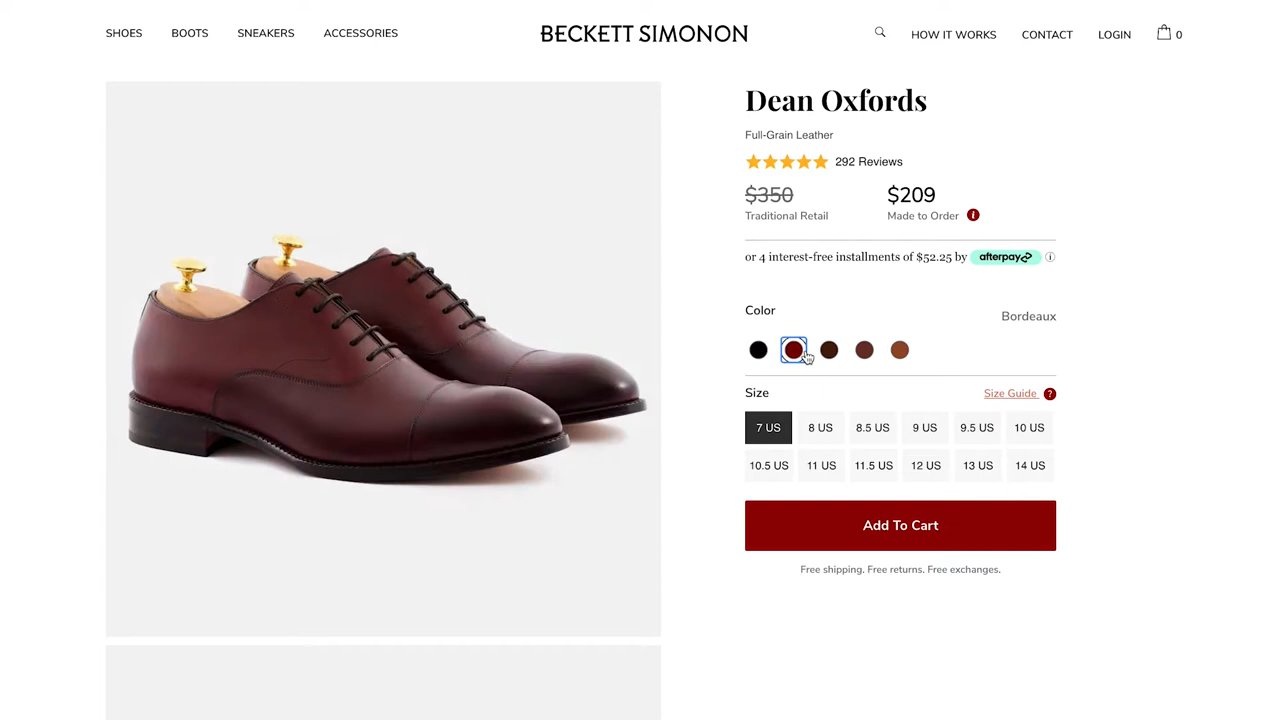 SHOES BOOTS SNEAKERS ACCESSORIES BECKETT SIMONON HOW IT WORKS CONTACT LOGIN 0
Dean Oxfords
Full-Grain Leather
292 Reviews
$350 $209
Traditional Retail Made to Order i
or 4 interest-free installments of $52.25 by afterpay i
Color Bordeaux
Size Size Guide ?
7 US 8 US 8.5 US 9 US 9.5 US 10 US
10.5 US 11 US 11.5 US 12 US 13 US 14 US
Add To Cart
Free shipping. Free returns. Free exchanges.